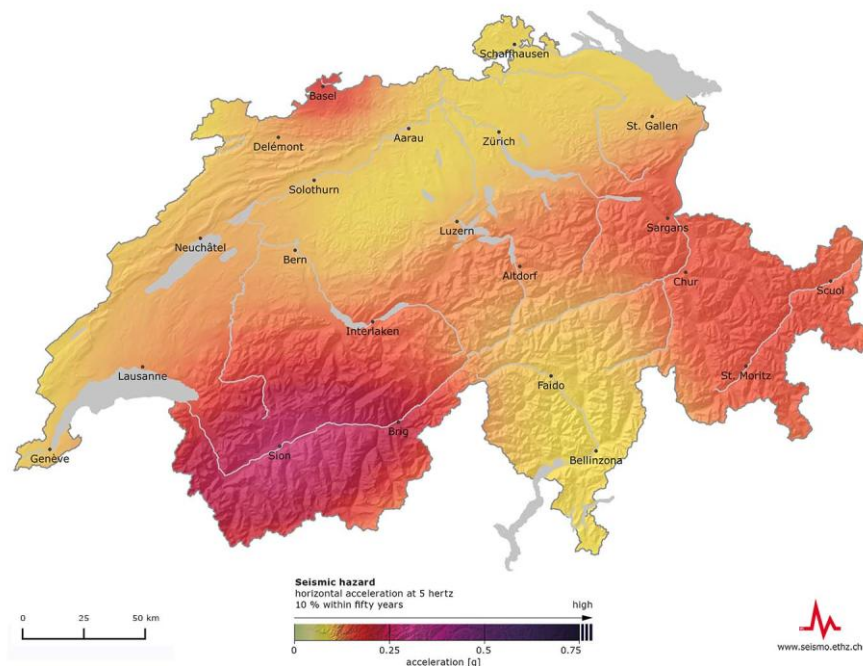 Schaffhausen
Basel
St. Gallen
Aarau
Zürich
Delémont
Solothurn
Luzern
Sargans
Neuchâtel
Bern
Altdorf
Chur
Scuol
Interlaken
Lausanne
Faido
St. Moritz
Brig
Sion
Genève
Bellinzona
Seismic hazard
horizontal acceleration at 5 hertz
10 % within fifty years high
0 25 50 km
0 0.25 0.5 0.75
acceleration [g]
www.seismo.ethz.ch